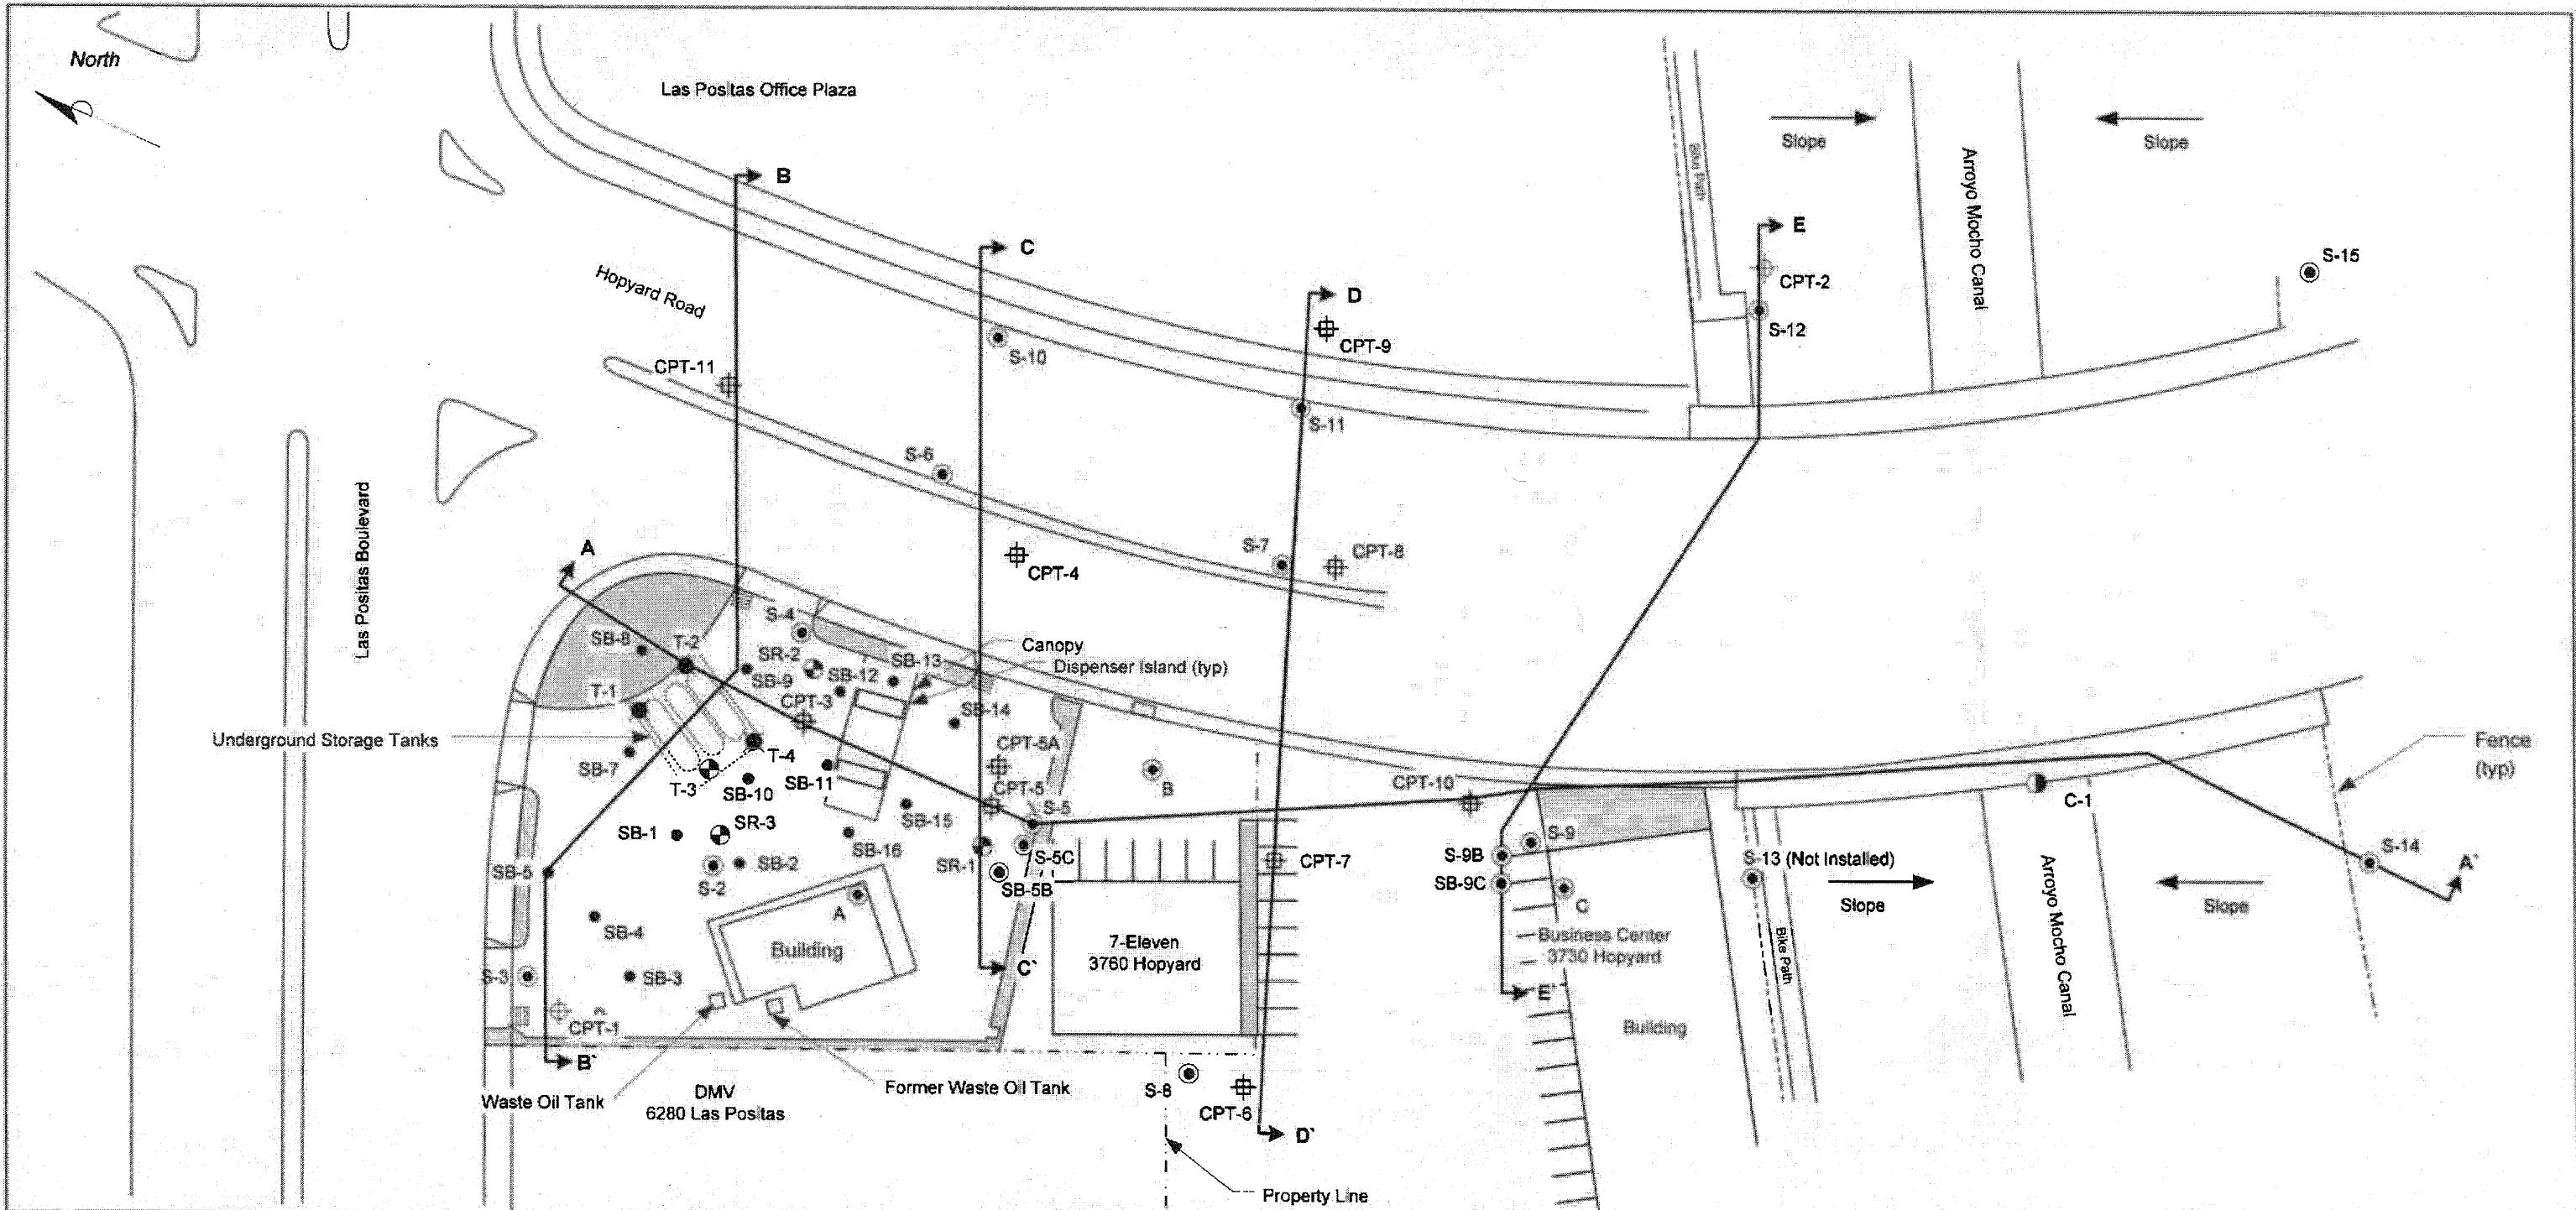 North
Las Positas Office Plaza
Slope
Slope
Bike Path
Arroyo Mocho Canal
B
C
E
S-15
Hopyard Road
CPT-2
D
S-12
CPT-9
S-10
CPT-11
S-11
S-6
Las Positas Boulevard
A
S-7
CPT-8
CPT-4
S-4
SB-8
T-2
Canopy
SR-2
SB-13
Dispenser Island (typ)
SB-9
SB-12
T-1
CPT-3
SB-14
Underground Storage Tanks
CPT-5A
Fence
(typ)
T-4
SB-7
T-3
SB-10
SB-11
CPT-5
S-5
B
CPT-10
C-1
SB-15
SB-1
SR-3
S-9
SB-16
SR-1
S-5C
S-9B
S-13 (Not Installed)
S-14
A`
SB-5
SB-2
CPT-7
S-2
SB-5B
SB-9C
A
C
Slope
Slope
Arroyo Mocho Canal
SB-4
Building
7-Eleven
3760 Hopyard
Business Center
3730 Hopyard
Bike Path
C`
S-3
SB-3
E`
CPT-1
Building
B`
Waste Oil Tank
DMV
6280 Las Positas
Former Waste Oil Tank
S-8
CPT-6
D`
Property Line